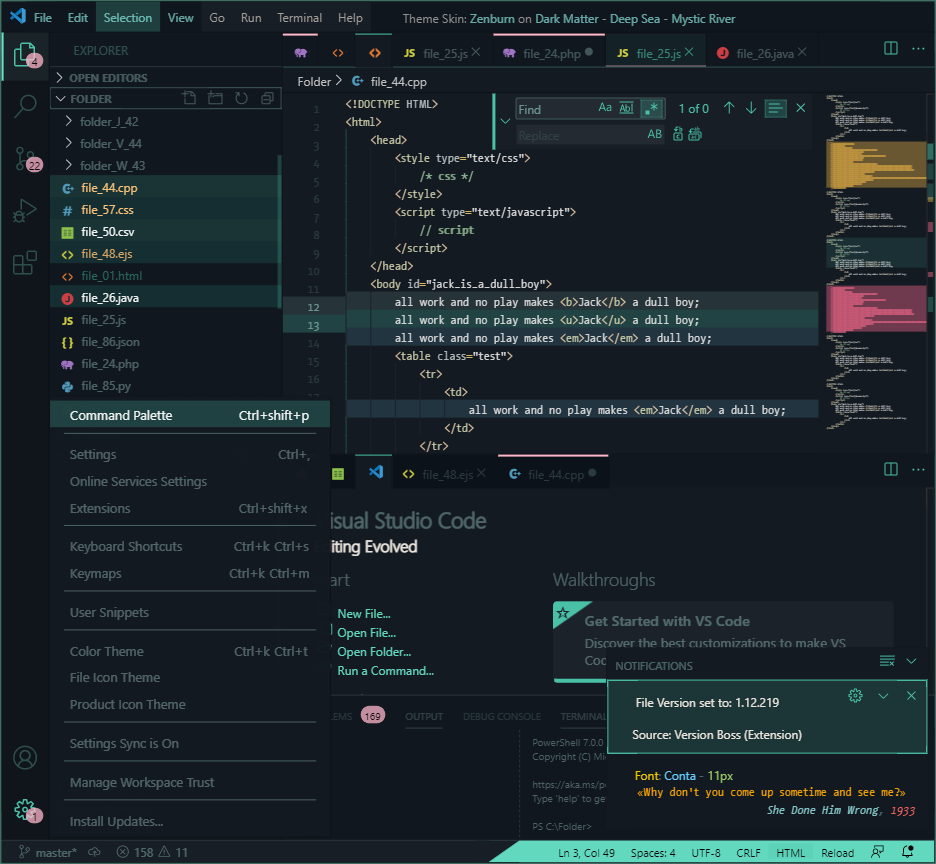 File Edit Selection View Go Run Terminal Help Theme Skin: Zenburn on Dark Matter - Deep Sea - Mystic River
4
EXPLORER
JS file_25.js file_24.php JS file_25.js file_26.java
OPEN EDITORS
Folder file_44.cpp
FOLDER
folder_J_42
folder_V_44
22
folder_W_43
file_44.cpp
# file_57.css
file_50.csv
file_48.ejs
file_01.html
file_26.java
JS file_25.js
{} file_86.json
file_24.php
file_85.py
1 <!DOCTYPE HTML>
2 <html>
3 <head>
4 <style type="text/css">
5 /* css */
6 </style>
7 <script type="text/javascript">
8 // script
9 </script>
10 </head>
11 <body id="jack_is_a_dull_boy">
12 all work and no play makes <b>Jack</b> a dull boy;
13 all work and no play makes <u>Jack</u> a dull boy;
14 all work and no play makes <em>Jack</em> a dull boy;
15 <table class="test">
16 <tr>
<td>
all work and no play makes <em>Jack</em> a dull boy;
</td>
</tr>
Find Aa Ab .* 1 of 0
Replace AB
Command Palette Ctrl+shift+p
Settings Ctrl+,
Online Services Settings
Extensions Ctrl+shift+x
Keyboard Shortcuts Ctrl+k Ctrl+s
Keymaps Ctrl+k Ctrl+m
User Snippets
Color Theme Ctrl+k Ctrl+t
File Icon Theme
Product Icon Theme
Settings Sync is On
Manage Workspace Trust
Install Updates...
1
file_48.ejs file_44.cpp
isual Studio Code
iting Evolved
art
New File...
Open File...
Open Folder...
Run a Command...
Walkthroughs
Get Started with VS Code
Discover the best customizations to make VS
Coc
LEMS 169 OUTPUT DEBUG CONSOLE TERMINAL
PowerShell 7.0.0
Copyright (C) Mi
https://aka.ms/p
Type 'help' to ge
PS C:\Folder>
NOTIFICATIONS
File Version set to: 1.12.219
Source: Version Boss (Extension)
Font: Conta - 11px
«Why don't you come up sometime and see me?»
She Done Him Wrong, 1933
master* 158 11 Ln 3, Col 49 Spaces: 4 UTF-8 CRLF HTML Reload